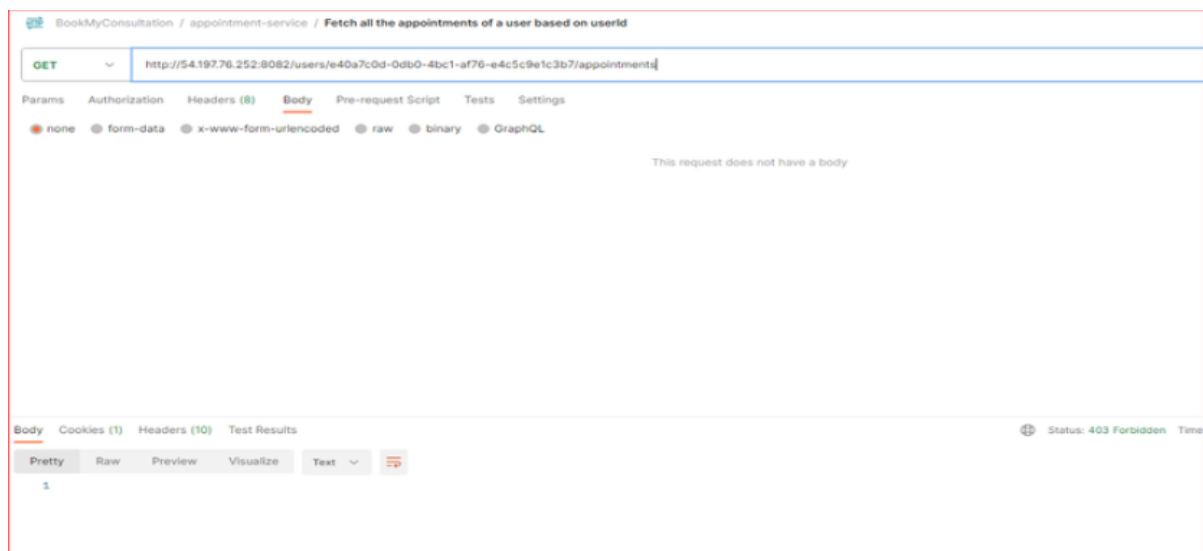 BookMyConsultation / appointment-service / Fetch all the appointments of a user based on userId
GET http://54.197.76.252:8082/users/e40a7c0d-0db0-4bc1-af76-e4c5c9e1c3b7/appointments
Params Authorization Headers (8) Body Pre-request Script Tests Settings
none form-data x-www-form-urlencoded raw binary GraphQL
This request does not have a body
Body Cookies (1) Headers (10) Test Results Status: 403 Forbidden Time
Pretty Raw Preview Visualize Text
1